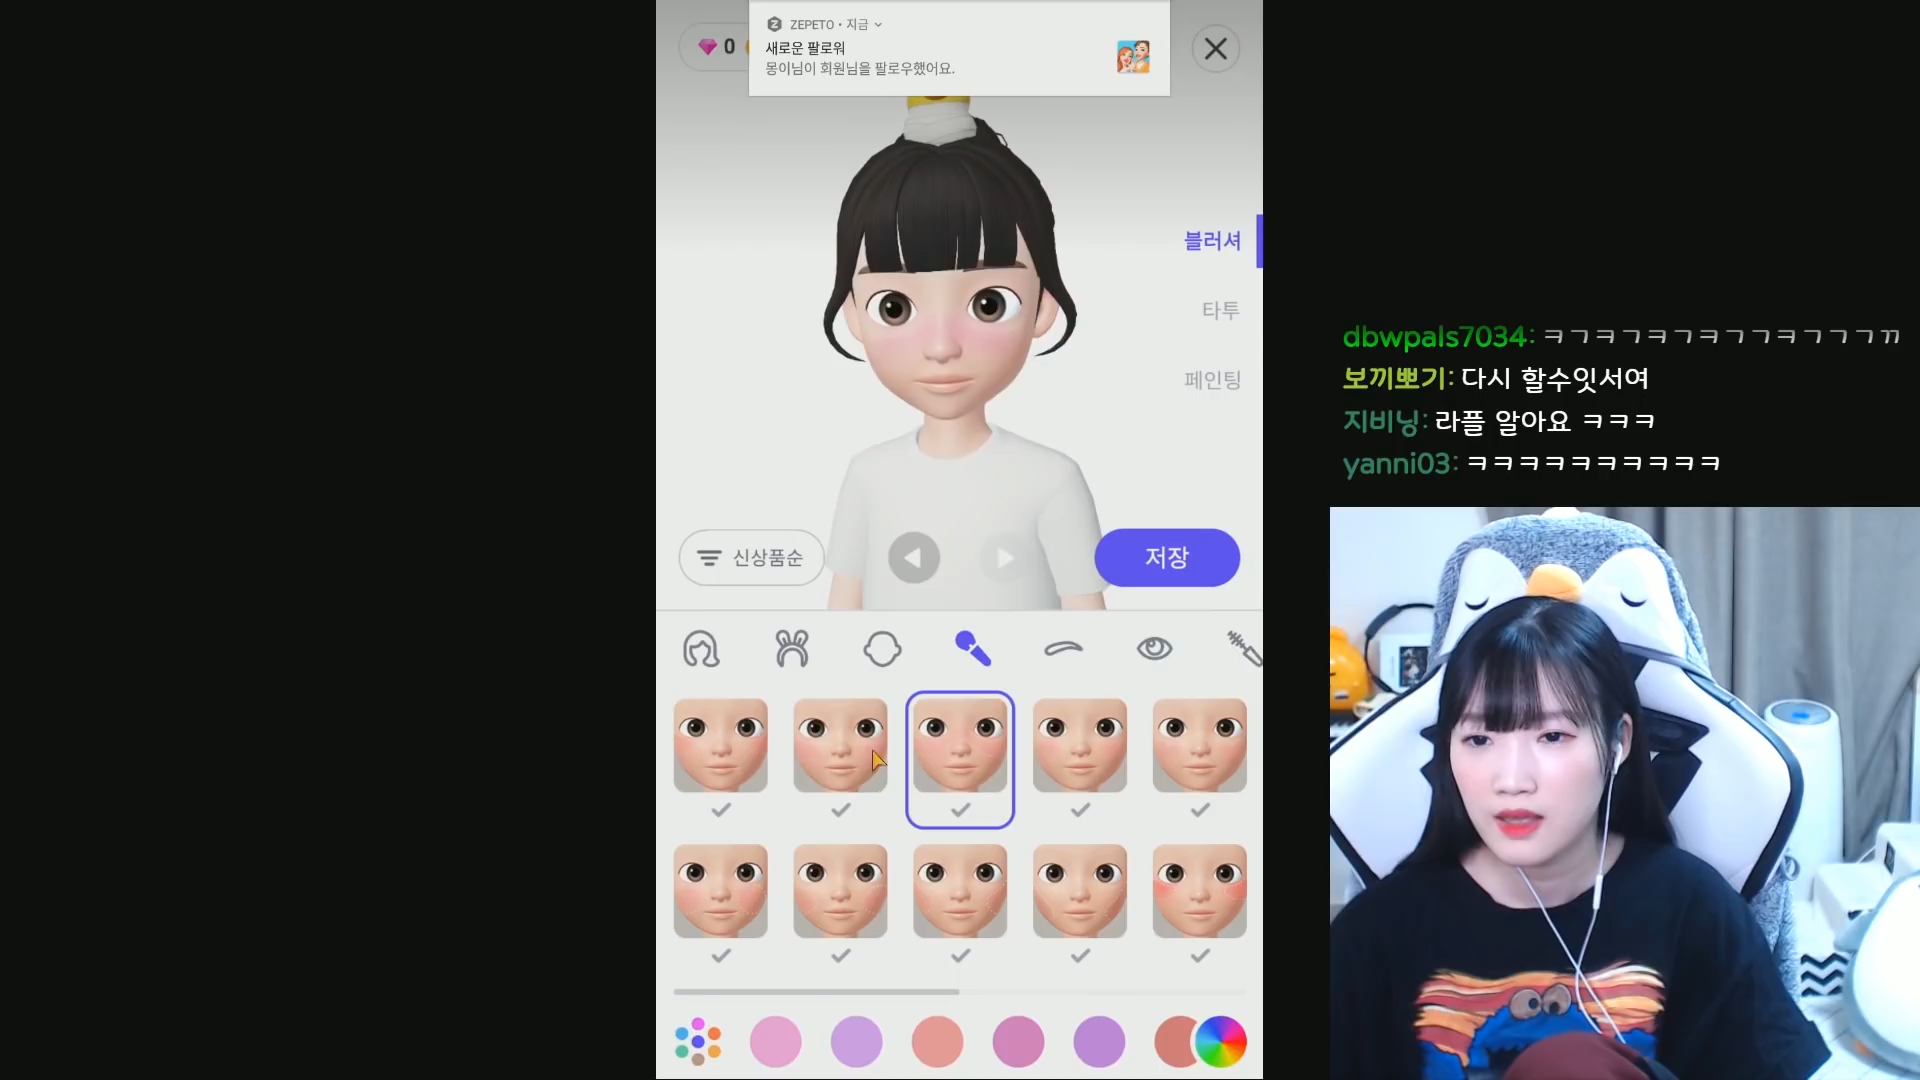 0
ZEPETO • 지금
새로운 팔로워
몽이님이 회원님을 팔로우했어요.
블러셔
타투
페인팅
신상품순
저장
dbwpals7034: ㅋㄱㅋㄱㅋㄱㅋㄱㄱㅋㄱㄱㄱㄲ
보끼뽀기: 다시 할수잇서여
지비닝: 라플 알아요 ㅋㅋㅋ
yanni03: ㅋㅋㅋㅋㅋㅋㅋㅋㅋㅋ